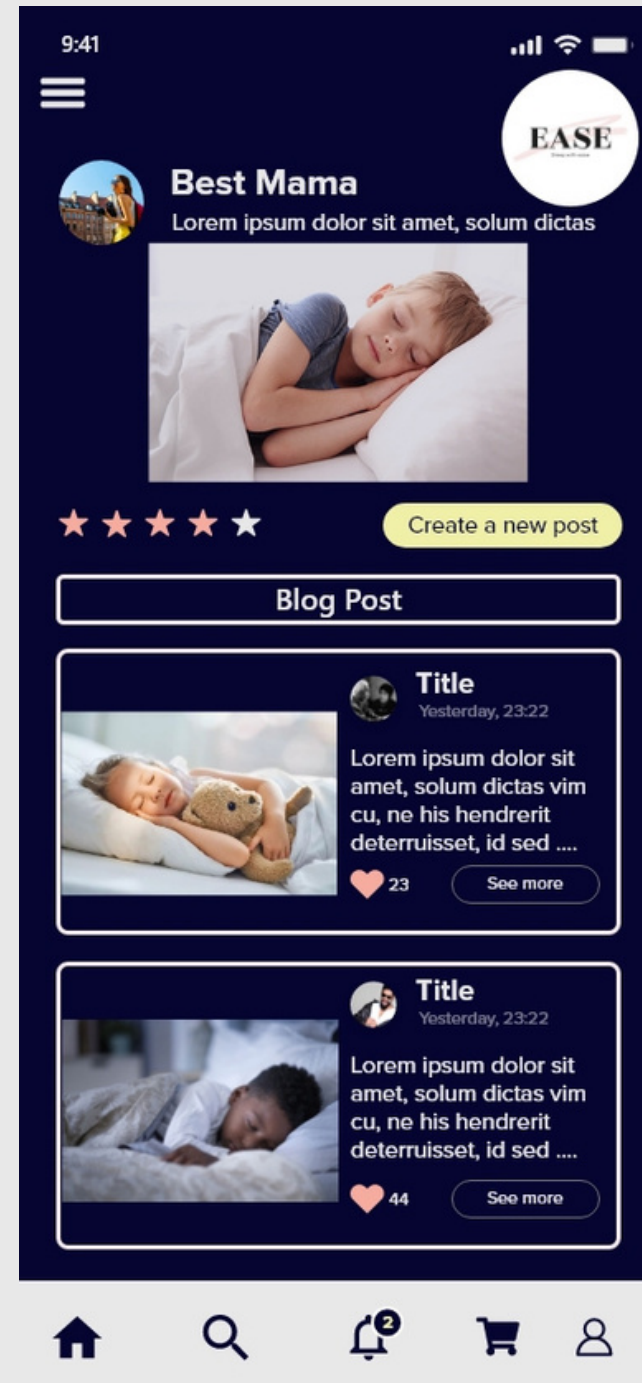 9:41
EASE
Best Mama
Lorem ipsum dolor sit amet, solum dictas
Create a new post
Blog Post
Title
Yesterday, 23:22
Lorem ipsum dolor sit
amet, solum dictas vim
cu, ne his hendrerit
deterruisset, id sed ....
23
See more
Title
Yesterday, 23:22
Lorem ipsum dolor sit
amet, solum dictas vim
cu, ne his hendrerit
deterruisset, id sed ....
44
See more
2